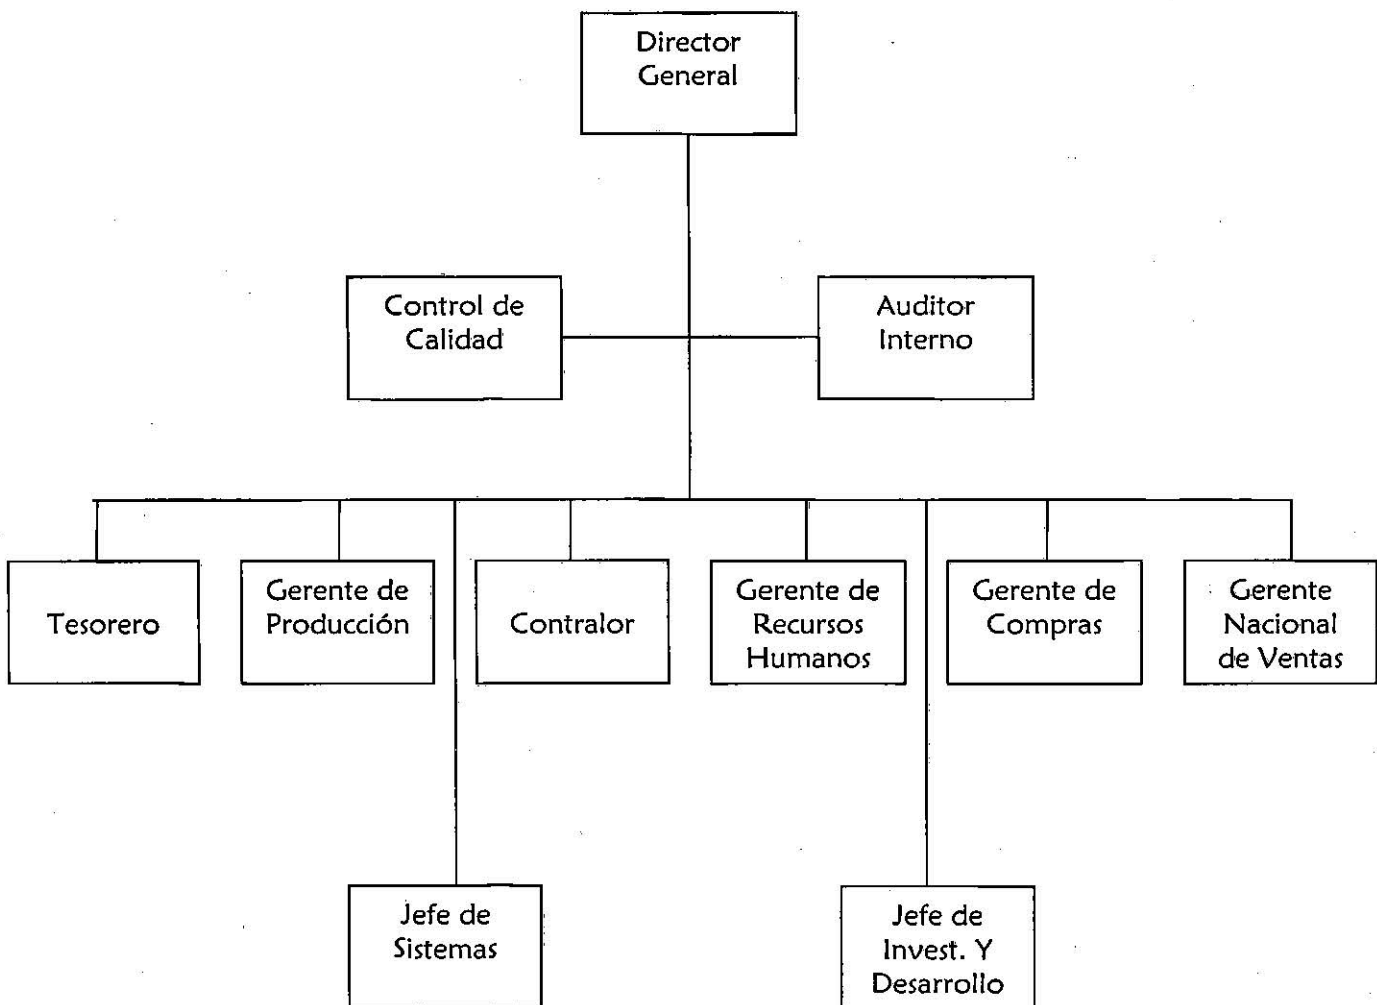 Director
General
Control de
Calidad
Auditor
Interno
Tesorero
Gerente de
Producción
Contralor
Gerente de
Recursos
Humanos
Gerente de
Compras
Gerente
Nacional
de Ventas
Jefe de
Sistemas
Jefe de
Invest. Y
Desarrollo